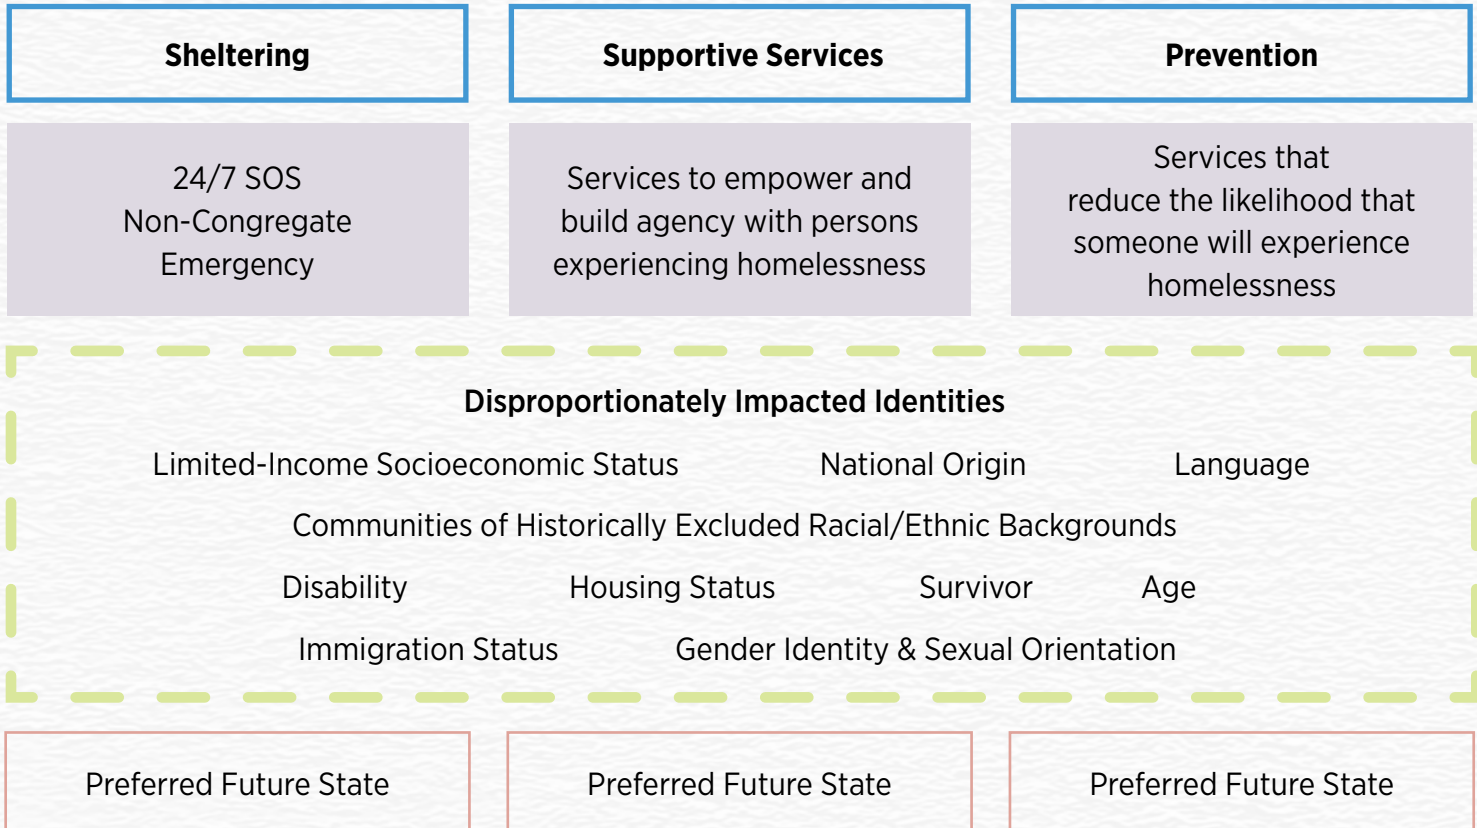 Sheltering
Supportive Services
Prevention
24/7 SOS
Non-Congregate
Emergency
Services to empower and
build agency with persons
experiencing homelessness
Services that
reduce the likelihood that
someone will experience
homelessness
Disproportionately Impacted Identities
Limited-Income Socioeconomic Status National Origin Language
Communities of Historically Excluded Racial/Ethnic Backgrounds
Disability Housing Status Survivor Age
Immigration Status Gender Identity & Sexual Orientation
Preferred Future State
Preferred Future State
Preferred Future State